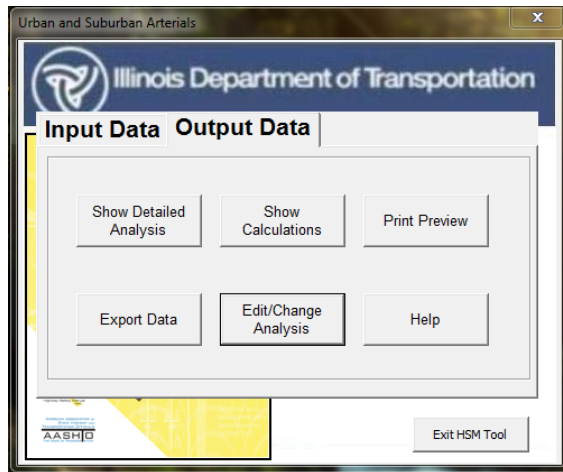 Urban and Suburban Arterials
x
Illinois Department of Transportation
Input Data Output Data
Show Detailed
Analysis
Show
Calculations
Print Preview
Export Data
Edit/Change
Analysis
Help
AASHTO
Exit HSM Tool